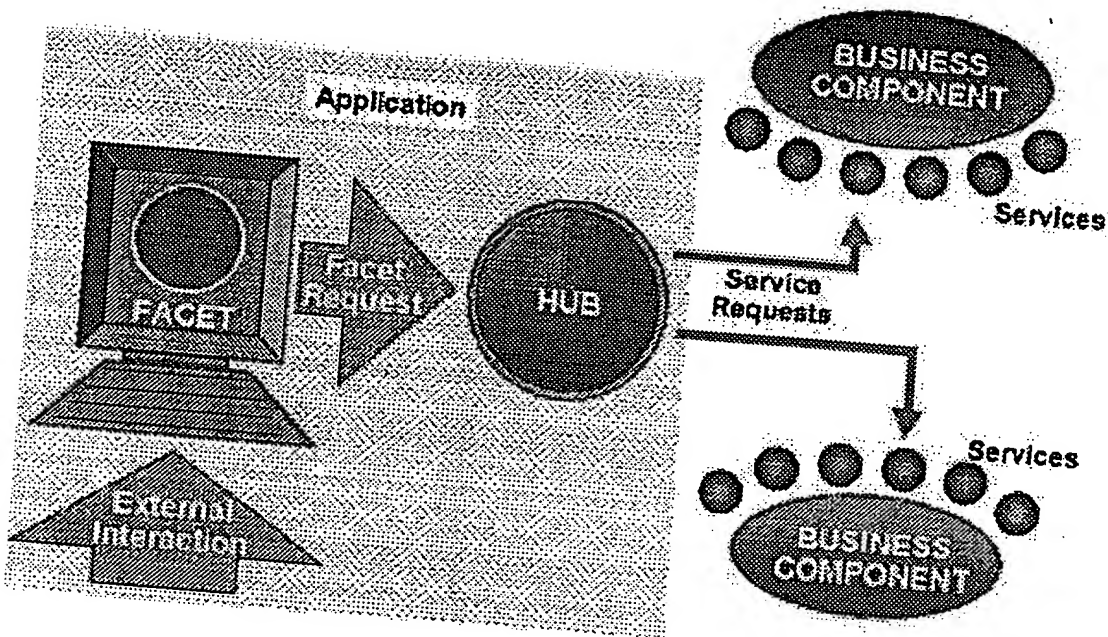 Application
FACET
Facet
Request
HUB
External
Interaction
BUSINESS
COMPONENT
Services
Service
Requests
Services
BUSINESS
COMPONENT